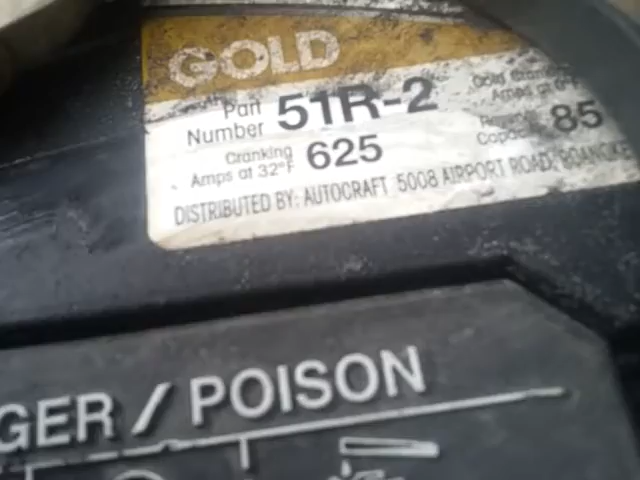 GOLD
Part Number 51R-2
Cold Cranking Amps at 0°F
Cranking Amps at 32°F 625
Reserve Capacity 85
DISTRIBUTED BY: AUTOCRAFT 5008 AIRPORT ROAD, ROANOKE
GER / POISON